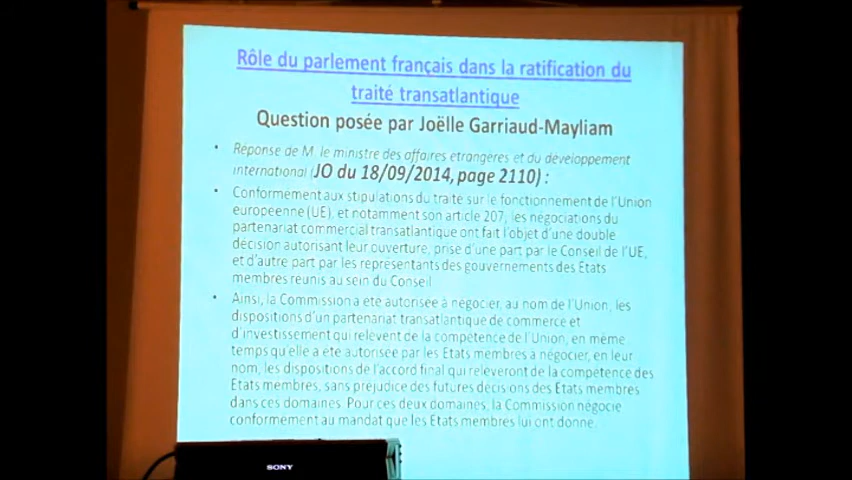 Rôle du parlement français dans la ratification du
traité transatlantique
Question posée par Joëlle Garriaud-Mayliam
• Réponse de M. le ministre des affaires étrangères et du développement
international (JO du 18/09/2014, page 2110) :
• Conformément aux stipulations du traité sur le fonctionnement de l'Union
européenne (UE), et notamment son article 207, les négociations du
partenariat commercial transatlantique ont fait l'objet d'une double
décision autorisant leur ouverture, prise d'une part par le Conseil de l'UE,
et d'autre part par les représentants des gouvernements des États
membres réunis au sein du Conseil
• Ainsi, la Commission a été autorisée à négocier, au nom de l'Union, les
dispositions d'un partenariat transatlantique de commerce et
d'investissement qui relèvent de la compétence de l'Union, en même
temps qu'elle a été autorisée par les États membres à négocier, en leur
nom, les dispositions de l'accord final qui relèveront de la compétence des
États membres, sans préjudice des futures décisions des États membres
dans ces domaines. Pour ces deux domaines, la Commission négocie
conformément au mandat que les États membres lui ont donné.
SONY